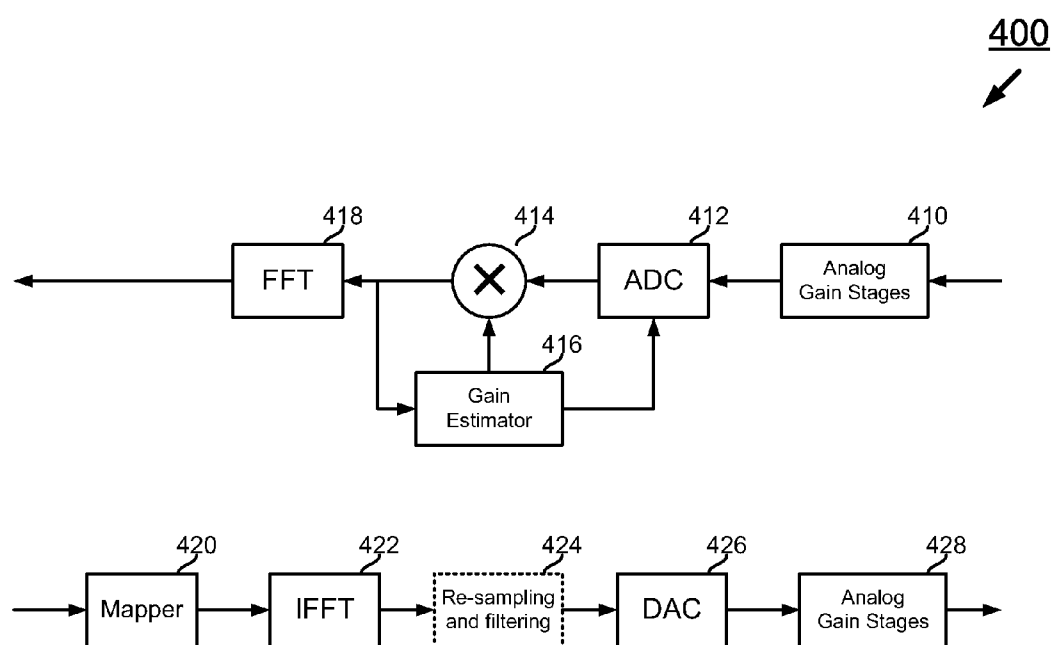 400
418
414
412
410
FFT
ADC
Analog
Gain Stages
416
Gain
Estimator
420
422
424
426
428
Mapper
IFFT
Re-sampling
and filtering
DAC
Analog
Gain Stages